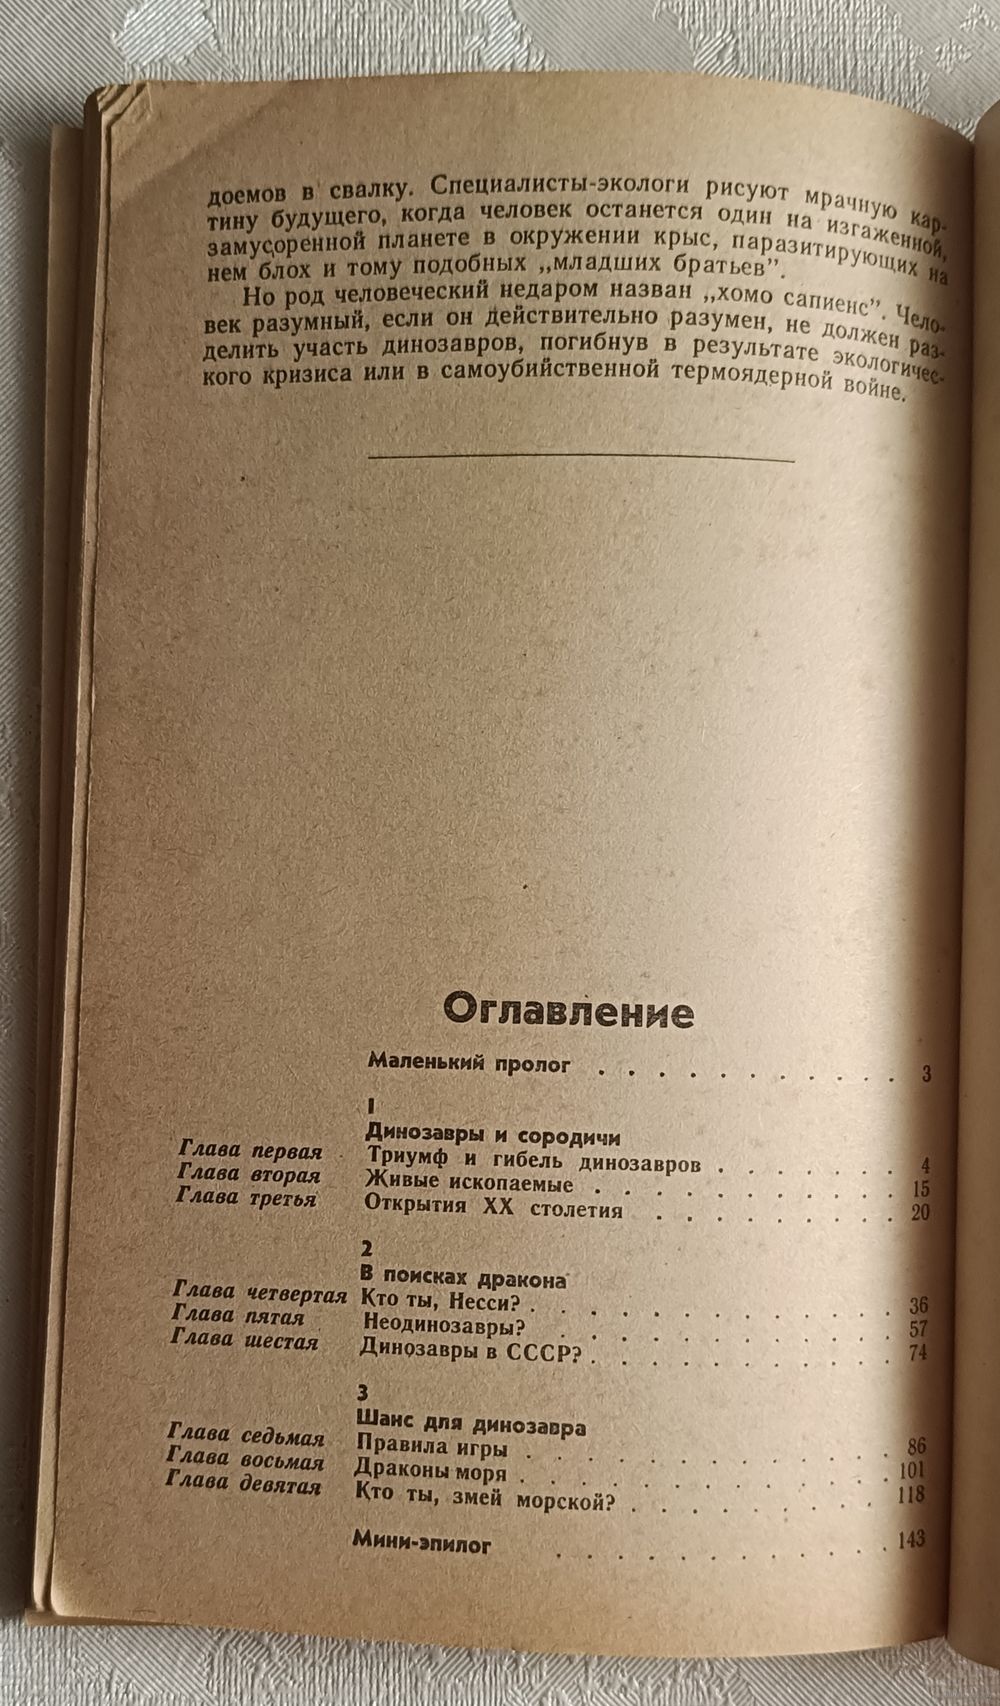 доемов в свалку. Специалисты-экологи рисуют мрачную кар-
тину будущего, когда человек останется один на изгаженной,
замусоренной планете в окружении крыс, паразитирующих на
нем блох и тому подобных „младших братьев”.
Но род человеческий недаром назван „хомо сапиенс”. Чело-
век разумный, если он действительно разумен, не должен раз-
делить участь динозавров, погибнув в результате экологичес-
кого кризиса или в самоубийственной термоядерной войне.
Оглавление
Маленький пролог . . . . . . . . . . . 3
1
Динозавры и сородичи
Глава первая Триумф и гибель динозавров . . . . . . . 4
Глава вторая Живые ископаемые . . . . . . . . . . . 15
Глава третья Открытия XX столетия . . . . . . . . . 20
2
В поисках дракона
Глава четвертая Кто ты, Несси? . . . . . . . . . . . . . 36
Глава пятая Неодинозавры? . . . . . . . . . . . . 57
Глава шестая Динозавры в СССР? . . . . . . . . . . . 74
3
Шанс для динозавра
Глава седьмая Правила игры . . . . . . . . . . . . . 86
Глава восьмая Драконы моря . . . . . . . . . . . . . 101
Глава девятая Кто ты, змей морской? . . . . . . . . . 118
Мини-эпилог . . . . . . . . . . . . 143